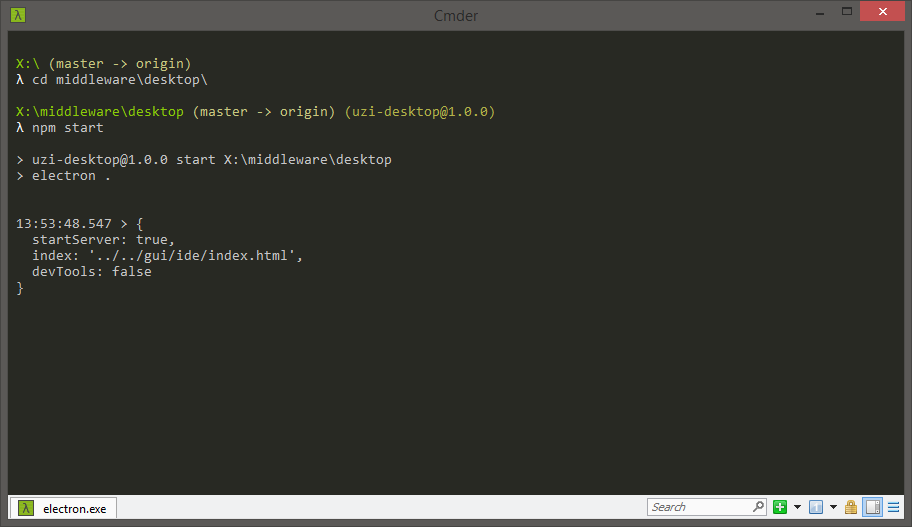 Cmder
X:\ (master -> origin)
λ cd middleware\desktop\
X:\middleware\desktop (master -> origin) (uzi-desktop@1.0.0)
λ npm start
> uzi-desktop@1.0.0 start X:\middleware\desktop
> electron .
13:53:48.547 > {
  startServer: true,
  index: '../../gui/ide/index.html',
  devTools: false
}
λ electron.exe
Search